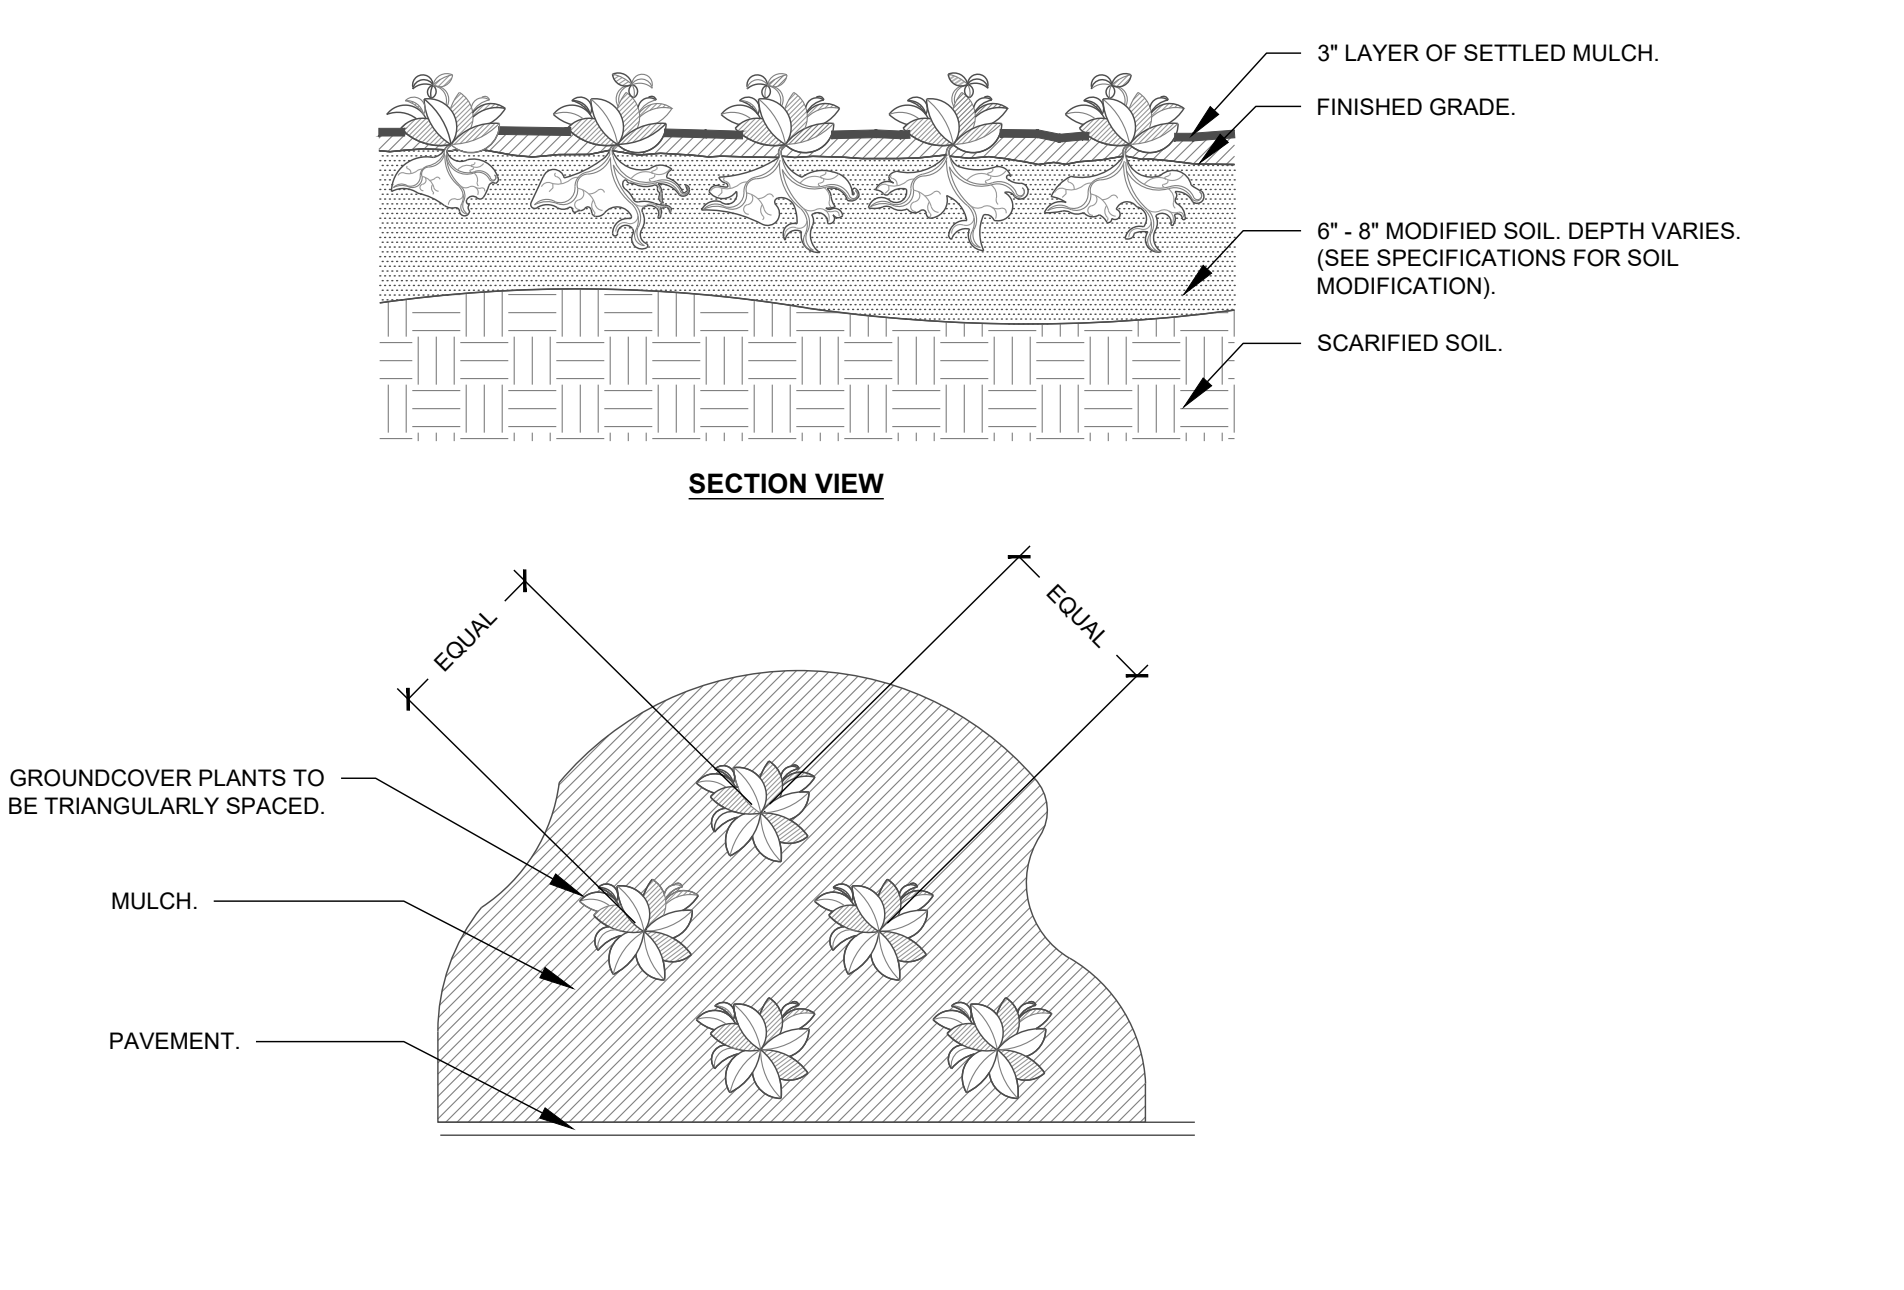 3" LAYER OF SETTLED MULCH.
FINISHED GRADE.
6" - 8" MODIFIED SOIL. DEPTH VARIES.
(SEE SPECIFICATIONS FOR SOIL
MODIFICATION).
SCARIFIED SOIL.
SECTION VIEW
EQUAL
EQUAL
GROUNDCOVER PLANTS TO
BE TRIANGULARLY SPACED.
MULCH.
PAVEMENT.